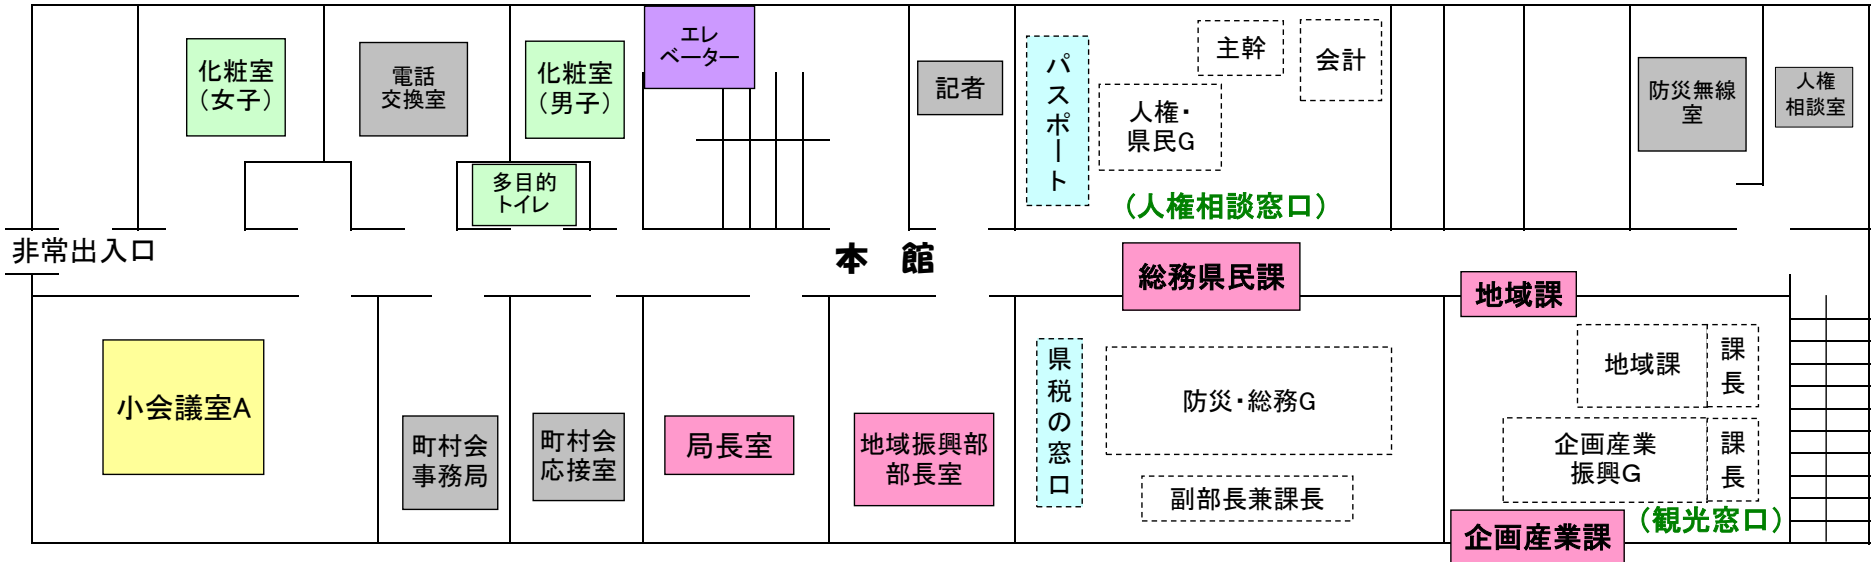 化粧室
（女子）
電話
交換室
化粧室
（男子）
多目的
トイレ
エレ
ベーター
記者
パスポート
主幹
会計
人権・
県民G
（人権相談窓口）
防災無線
室
人権
相談室
非常出入口
本 館
総務県民課
地域課
小会議室A
町村会
事務局
町村会
応接室
局長室
地域振興部
部長室
県税の窓口
防災・総務G
副部長兼課長
地域課
課長
企画産業
振興G
課長
（観光窓口）
企画産業課